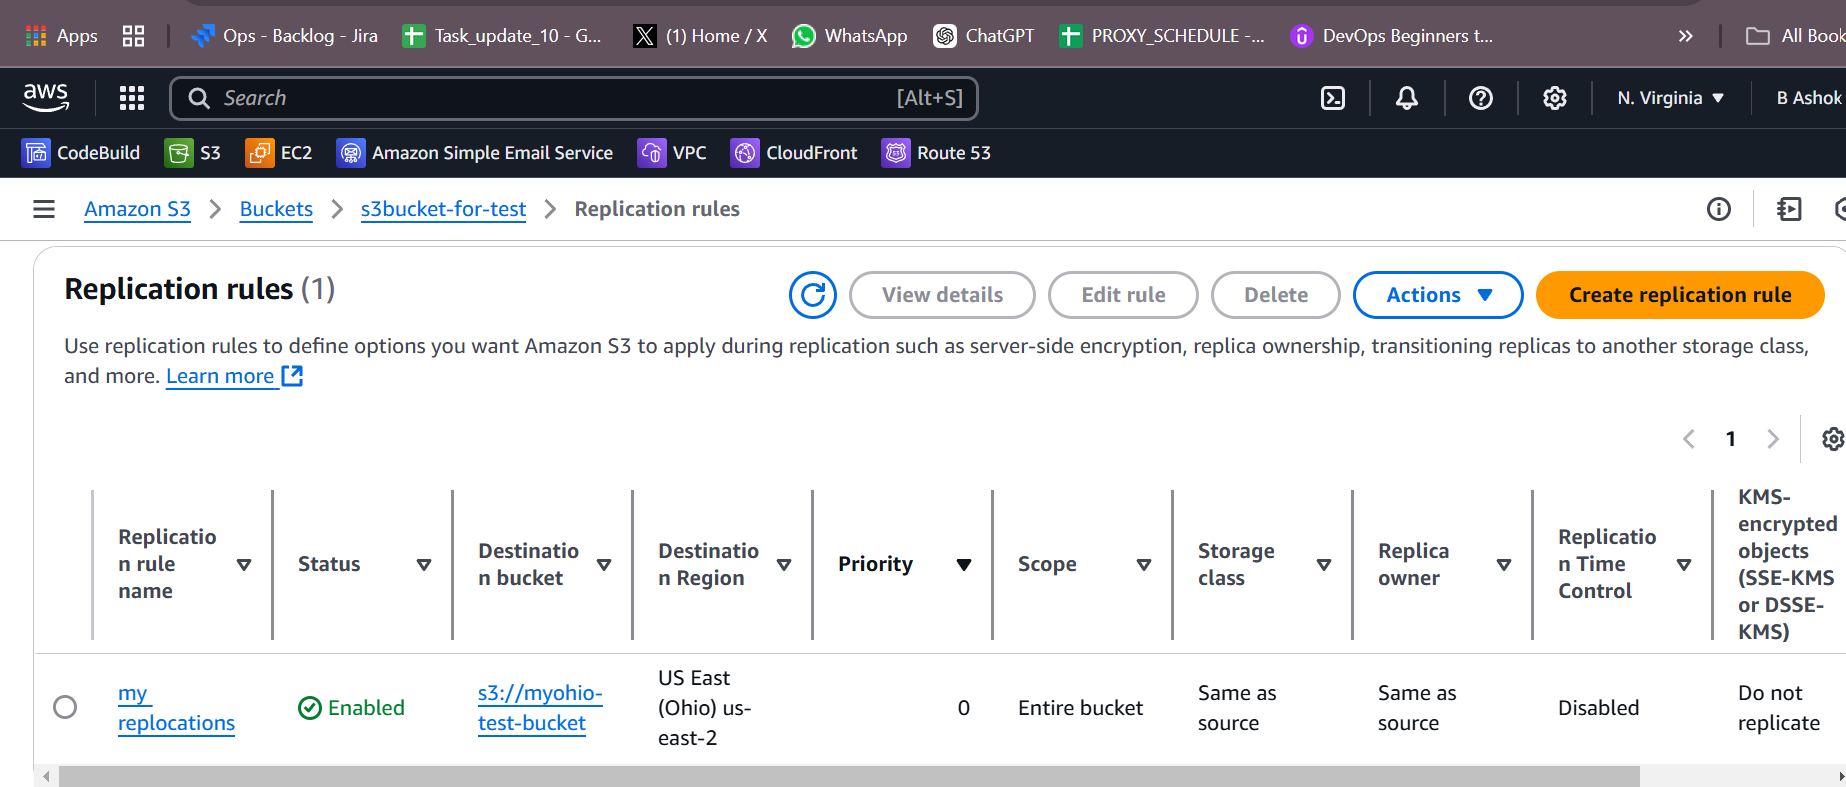 Apps
Ops - Backlog - Jira
Task_update_10 - G...
(1) Home / X
WhatsApp
ChatGPT
PROXY_SCHEDULE -...
DevOps Beginners t...
»
All Book
aws
Search
[Alt+S]
N. Virginia
B Ashok
CodeBuild
S3
EC2
Amazon Simple Email Service
VPC
CloudFront
Route 53
Amazon S3 > Buckets > s3bucket-for-test > Replication rules
Replication rules (1)
View details
Edit rule
Delete
Actions
Create replication rule
Use replication rules to define options you want Amazon S3 to apply during replication such as server-side encryption, replica ownership, transitioning replicas to another storage class,
and more. Learn more
1
Replicatio
n rule
name
Status
Destinatio
n bucket
Destinatio
n Region
Priority
Scope
Storage
class
Replica
owner
Replicatio
n Time
Control
KMS-
encrypted
objects
(SSE-KMS
or DSSE-
KMS)
my
replocations
Enabled
s3://myohio-
test-bucket
US East
(Ohio) us-
east-2
0
Entire bucket
Same as
source
Same as
source
Disabled
Do not
replicate